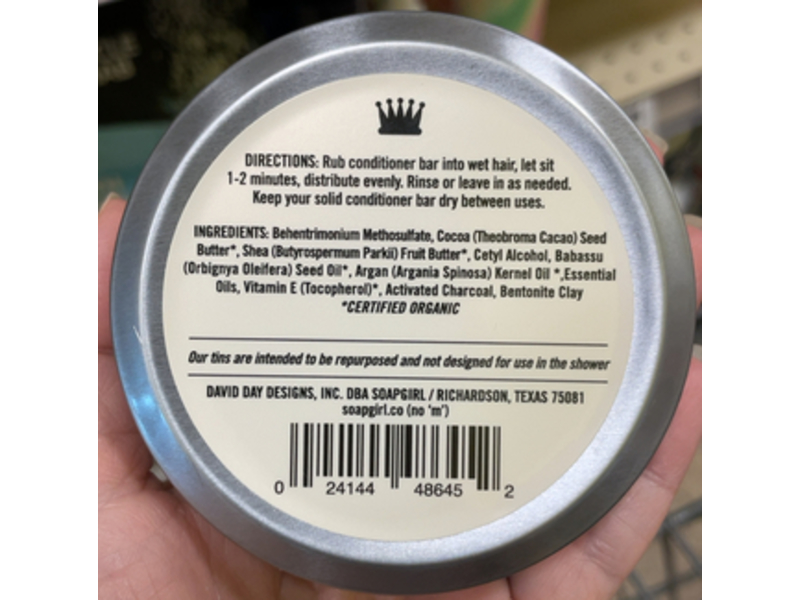 DIRECTIONS: Rub conditioner bar into wet hair, let sit
1-2 minutes, distribute evenly. Rinse or leave in as needed.
Keep your solid conditioner bar dry between uses.
INGREDIENTS: Behentrimonium Methosulfate, Cocoa (Theobroma Cacao) Seed
Butter*, Shea (Butyrospermum Parkii) Fruit Butter*, Cetyl Alcohol, Babassu
(Orbignya Oleifera) Seed Oil*, Argan (Argania Spinosa) Kernel Oil *,Essential
Oils, Vitamin E (Tocopherol)*, Activated Charcoal, Bentonite Clay
*CERTIFIED ORGANIC
Our tins are intended to be repurposed and not designed for use in the shower
DAVID DAY DESIGNS, INC. DBA SOAPGIRL / RICHARDSON, TEXAS 75081
soapgirl.co (no 'm')
0 24144 48645 2